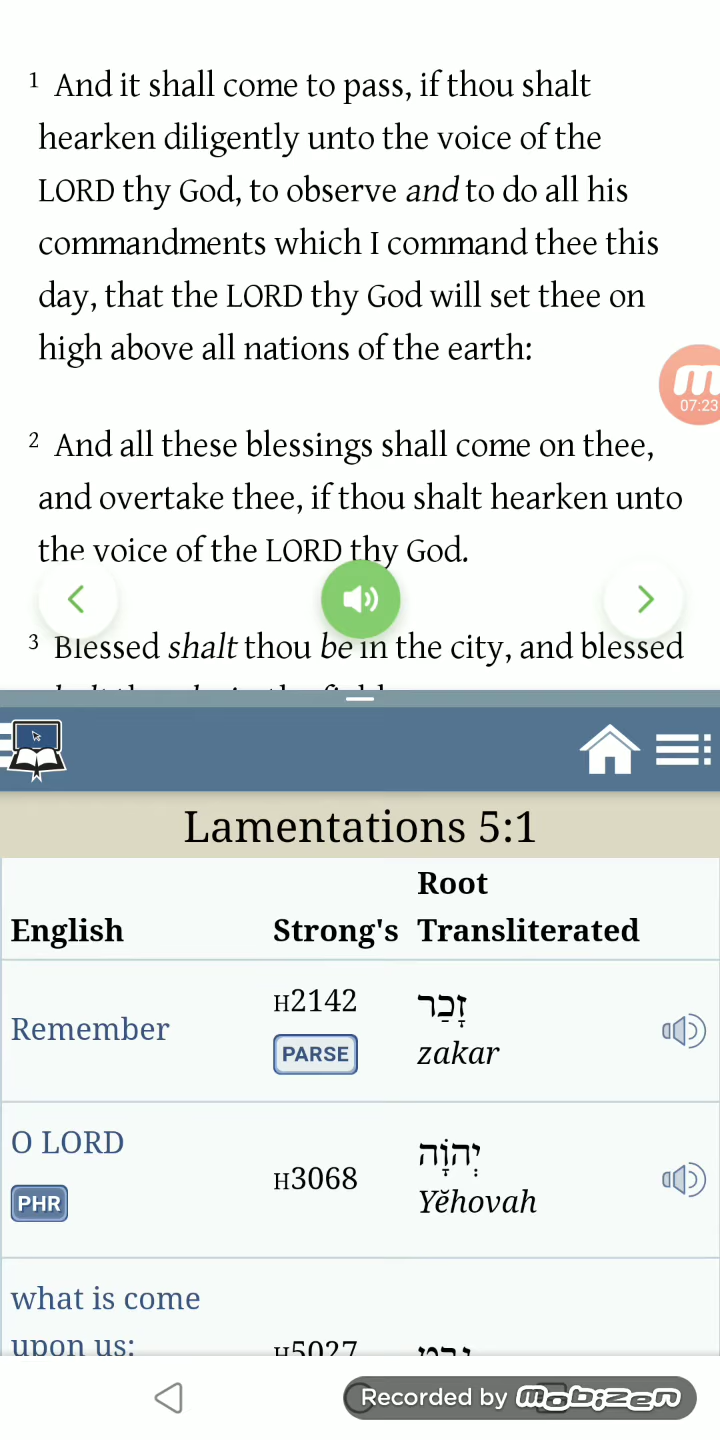 1 And it shall come to pass, if thou shalt
hearken diligently unto the voice of the
LORD thy God, to observe and to do all his
commandments which I command thee this
day, that the LORD thy God will set thee on
high above all nations of the earth:
07:23
2 And all these blessings shall come on thee,
and overtake thee, if thou shalt hearken unto
the voice of the LORD thy God.
3 Blessed shalt thou be in the city, and blessed
Lamentations 5:1
Root
English Strong's Transliterated
Remember H2142 זָכַר
PARSE zakar
O LORD H3068 יְהוָֹה
PHR Yĕhovah
what is come
upon us: H5027
Recorded by mobizen